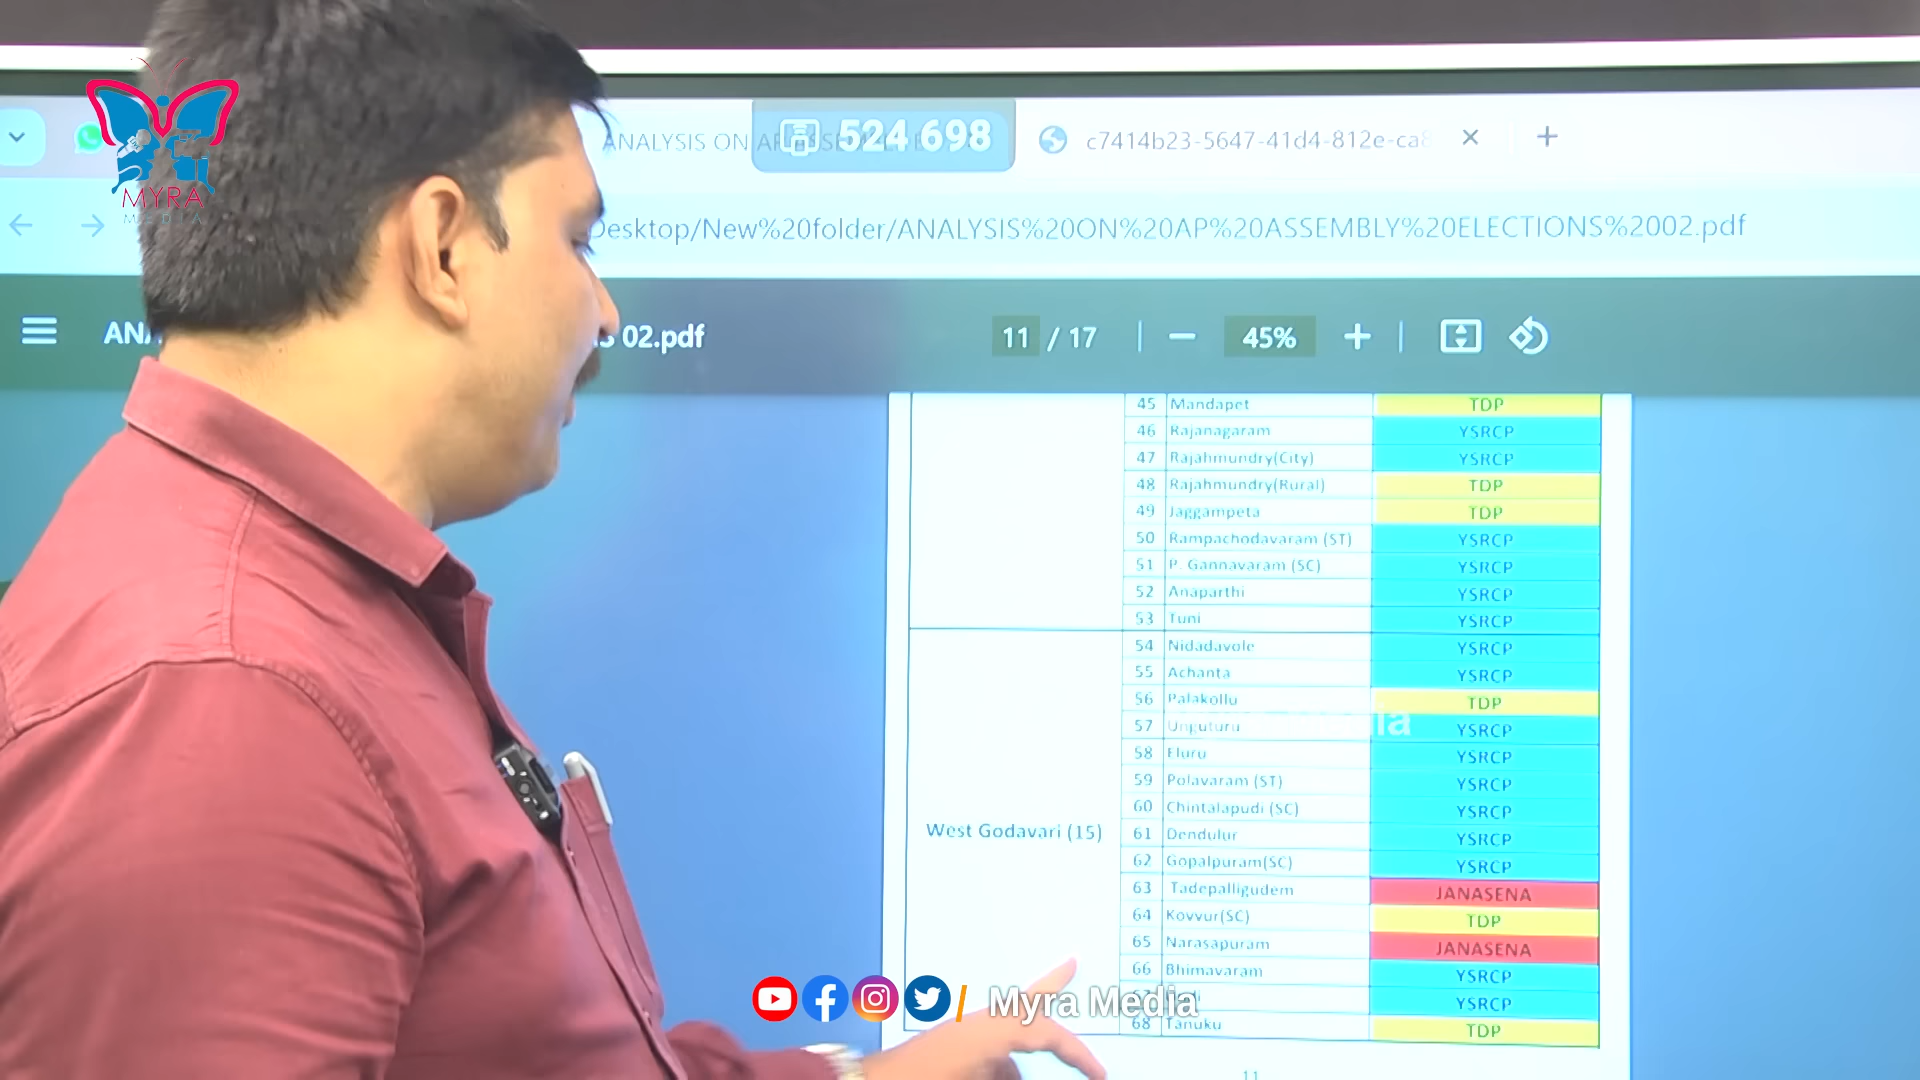 MYRA
MEDIA
ANALYSIS ON
524 698
c7414b23-5647-41d4-812e-ca8
Desktop/New%20folder/ANALYSIS%20ON%20AP%20ASSEMBLY%20ELECTIONS%2002.pdf
02.pdf
11 / 17
45%
45 Mandapet TDP
46 Rajanagaram YSRCP
47 Rajahmundry(City) YSRCP
48 Rajahmundry(Rural) TDP
49 Jaggampeta TDP
50 Rampachodavaram (ST) YSRCP
51 P. Gannavaram (SC) YSRCP
52 Anaparthi YSRCP
53 Tuni YSRCP
West Godavari (15)
54 Nidadavole YSRCP
55 Achanta YSRCP
56 Palakollu TDP
57 Unguturu YSRCP
58 Eluru YSRCP
59 Polavaram (ST) YSRCP
60 Chintalapudi (SC) YSRCP
61 Dendulur YSRCP
62 Gopalpuram(SC) YSRCP
63 Tadepalligudem JANASENA
64 Kovvur(SC) TDP
65 Narasapuram JANASENA
66 Bhimavaram YSRCP
YSRCP
68 Tanuku TDP
/ Myra Media
11